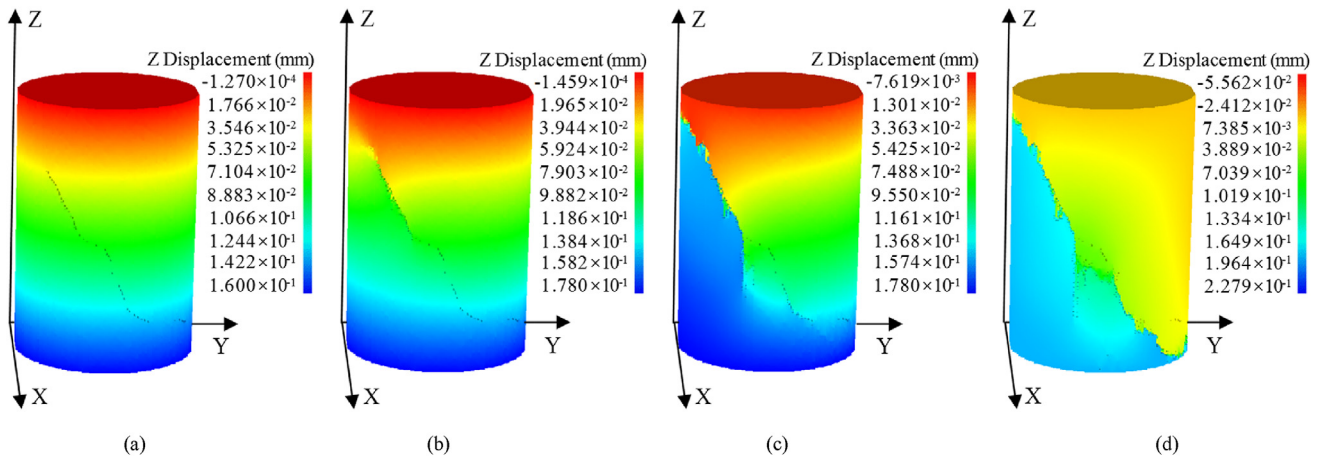 Z
Z Displacement (mm)
-1.270×10⁻⁴
1.766×10⁻²
3.546×10⁻²
5.325×10⁻²
7.104×10⁻²
8.883×10⁻²
1.066×10⁻¹
1.244×10⁻¹
1.422×10⁻¹
1.600×10⁻¹
Y
X
(a)
Z
Z Displacement (mm)
-1.459×10⁻⁴
1.965×10⁻²
3.944×10⁻²
5.924×10⁻²
7.903×10⁻²
9.882×10⁻²
1.186×10⁻¹
1.384×10⁻¹
1.582×10⁻¹
1.780×10⁻¹
Y
X
(b)
Z
Z Displacement (mm)
-7.619×10⁻³
1.301×10⁻²
3.363×10⁻²
5.425×10⁻²
7.488×10⁻²
9.550×10⁻²
1.161×10⁻¹
1.368×10⁻¹
1.574×10⁻¹
1.780×10⁻¹
Y
X
(c)
Z
Z Displacement (mm)
-5.562×10⁻²
-2.412×10⁻²
7.385×10⁻³
3.889×10⁻²
7.039×10⁻²
1.019×10⁻¹
1.334×10⁻¹
1.649×10⁻¹
1.964×10⁻¹
2.279×10⁻¹
Y
X
(d)